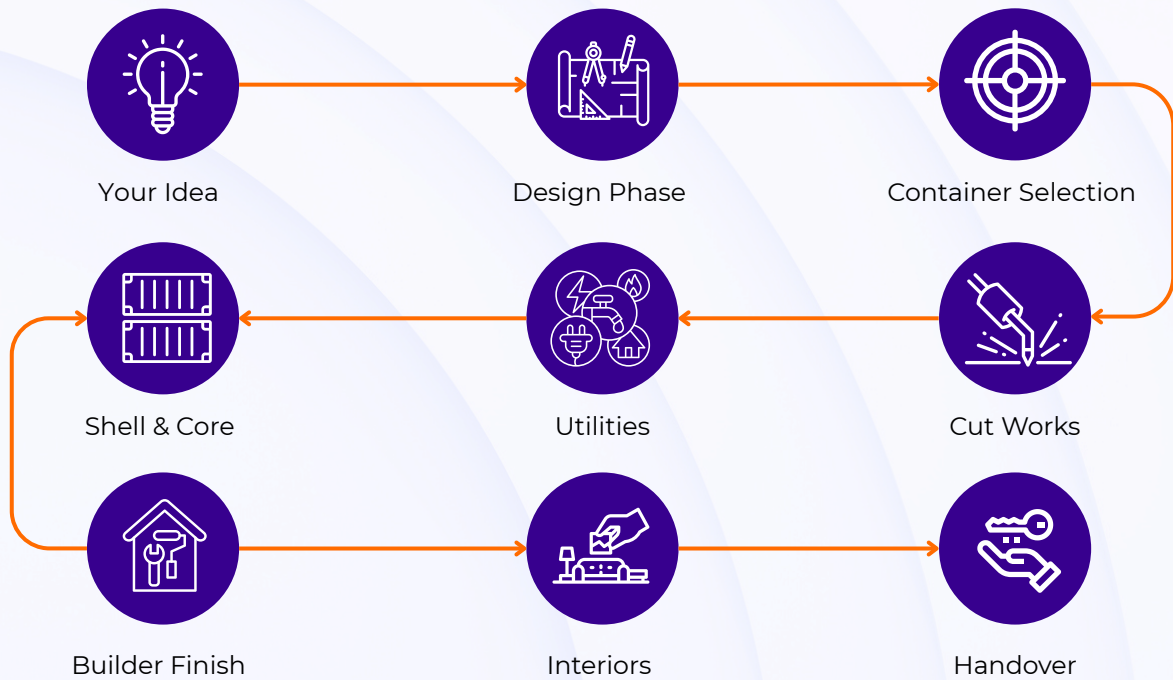 Your Idea
Design Phase
Container Selection
Shell & Core
Utilities
Cut Works
Builder Finish
Interiors
Handover